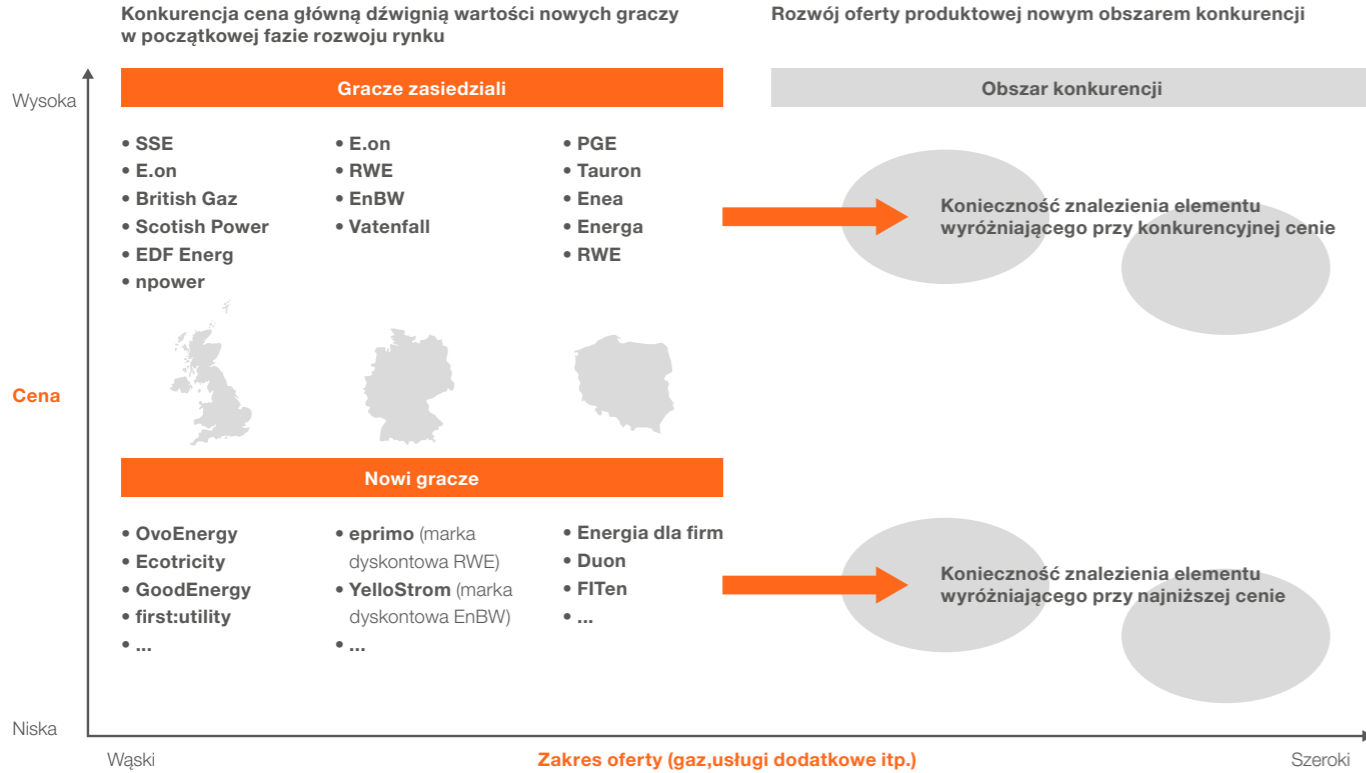 Konkurencja cena główną dźwignią wartości nowych graczy
w początkowej fazie rozwoju rynku
Rozwój oferty produktowej nowym obszarem konkurencji
Wysoka
Gracze zasiedziali
Obszar konkurencji
• SSE
• E.on
• British Gaz
• Scotish Power
• EDF Energ
• npower
• E.on
• RWE
• EnBW
• Vatenfall
• PGE
• Tauron
• Enea
• Energa
• RWE
Konieczność znalezienia elementu
wyróżniającego przy konkurencyjnej cenie
Cena
Nowi gracze
• OvoEnergy
• Ecotricity
• GoodEnergy
• first:utility
• ...
• eprimo (marka
dyskontowa RWE)
• YelloStrom (marka
dyskontowa EnBW)
• ...
• Energia dla firm
• Duon
• FITen
• ...
Konieczność znalezienia elementu
wyróżniającego przy najniższej cenie
Niska
Wąski
Zakres oferty (gaz,usługi dodatkowe itp.)
Szeroki